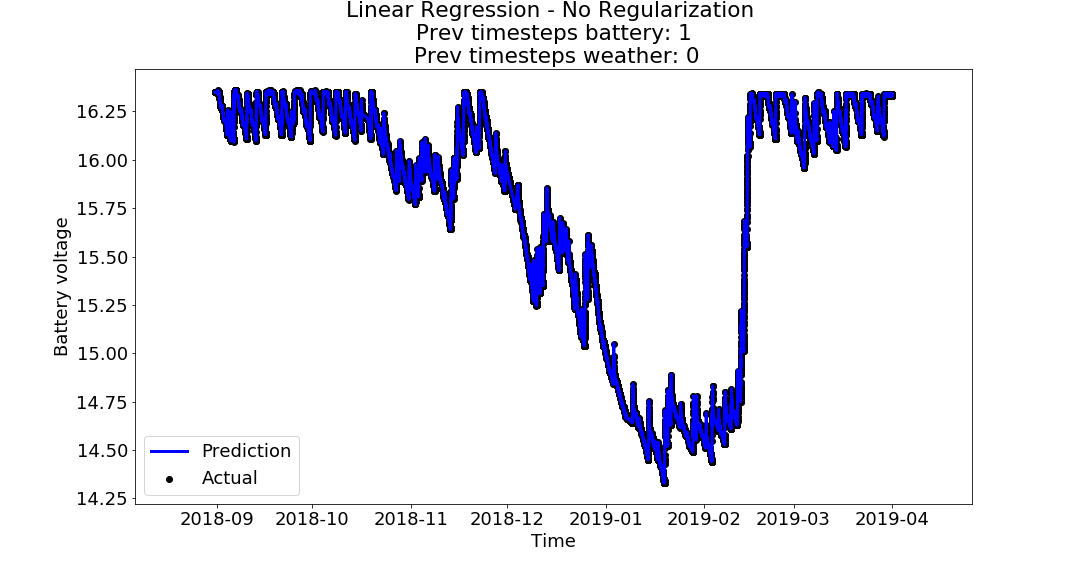 Linear Regression - No Regularization
Prev timesteps battery: 1
Prev timesteps weather: 0
Battery voltage
16.25
16.00
15.75
15.50
15.25
15.00
14.75
14.50
14.25
Prediction
Actual
2018-09 2018-10 2018-11 2018-12 2019-01 2019-02 2019-03 2019-04
Time